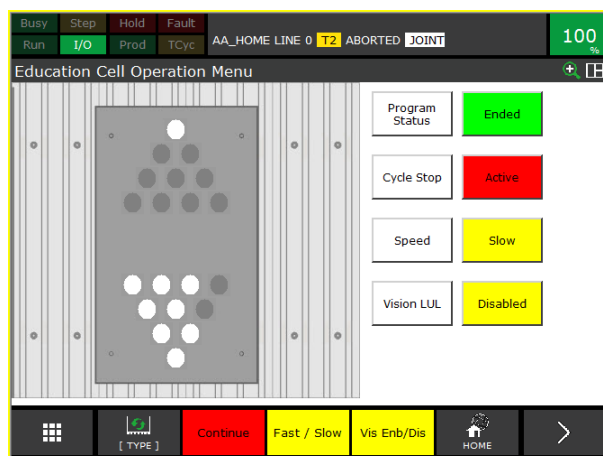 Busy Step Hold Fault
Run I/O Prod TCyc
AA_HOME LINE 0 T2 ABORTED JOINT
100
%
Education Cell Operation Menu
Program
Status
Ended
Cycle Stop
Active
Speed
Slow
Vision LUL
Disabled
[ TYPE ]
Continue
Fast / Slow
Vis Enb/Dis
HOME